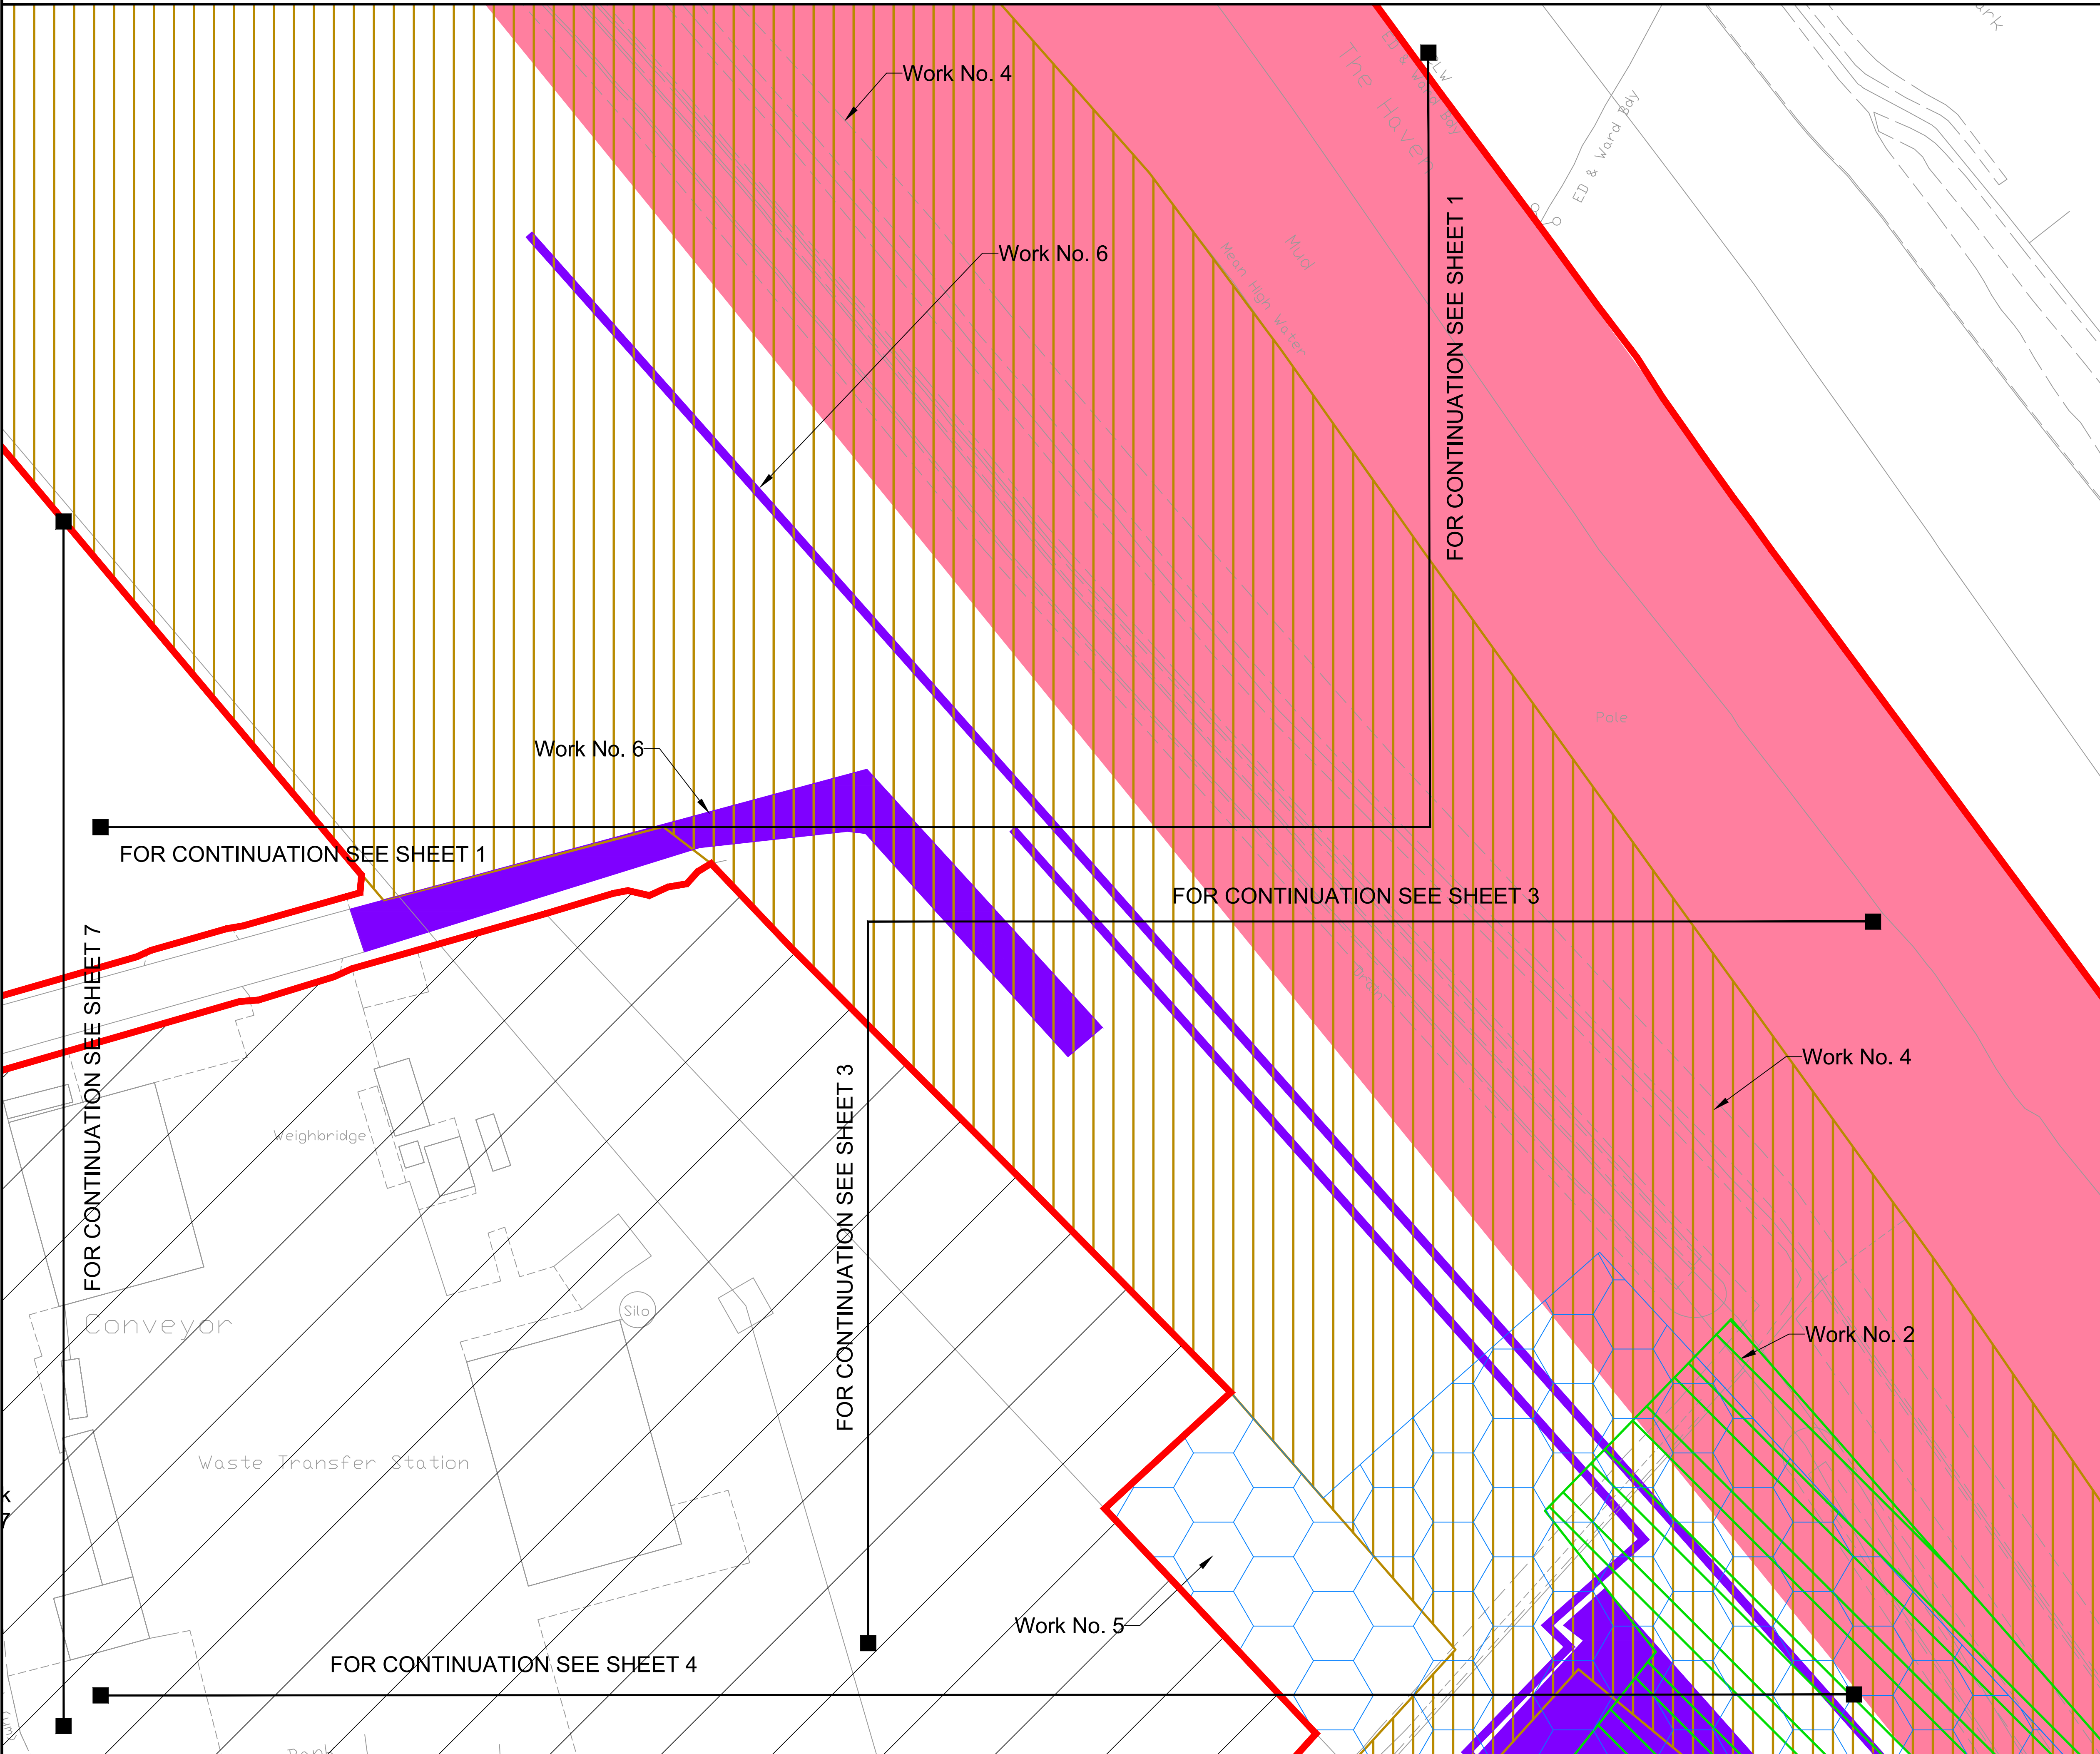 Work No. 4
The Haven
ED & Ward Bdy
Work No. 6
Mud
Mean High Water
FOR CONTINUATION SEE SHEET 1
Pole
Work No. 6
FOR CONTINUATION SEE SHEET 1
FOR CONTINUATION SEE SHEET 3
FOR CONTINUATION SEE SHEET 7
Drain
Work No. 4
Weighbridge
FOR CONTINUATION SEE SHEET 3
Silo
Conveyor
Work No. 2
Waste Transfer Station
Work No. 5
FOR CONTINUATION SEE SHEET 4